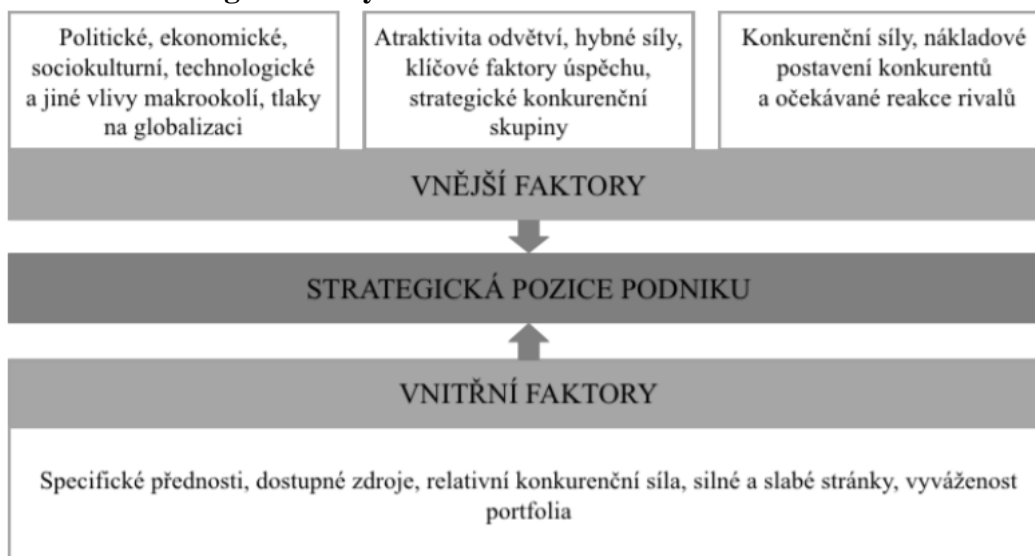 Politické, ekonomické,
sociokulturní, technologické
a jiné vlivy makrookolí, tlaky
na globalizaci
Atraktivita odvětví, hybné síly,
klíčové faktory úspěchu,
strategické konkurenční
skupiny
Konkurenční síly, nákladové
postavení konkurentů
a očekávané reakce rivalů
VNĚJŠÍ FAKTORY
STRATEGICKÁ POZICE PODNIKU
VNITŘNÍ FAKTORY
Specifické přednosti, dostupné zdroje, relativní konkurenční síla, silné a slabé stránky, vyváženost
portfolia